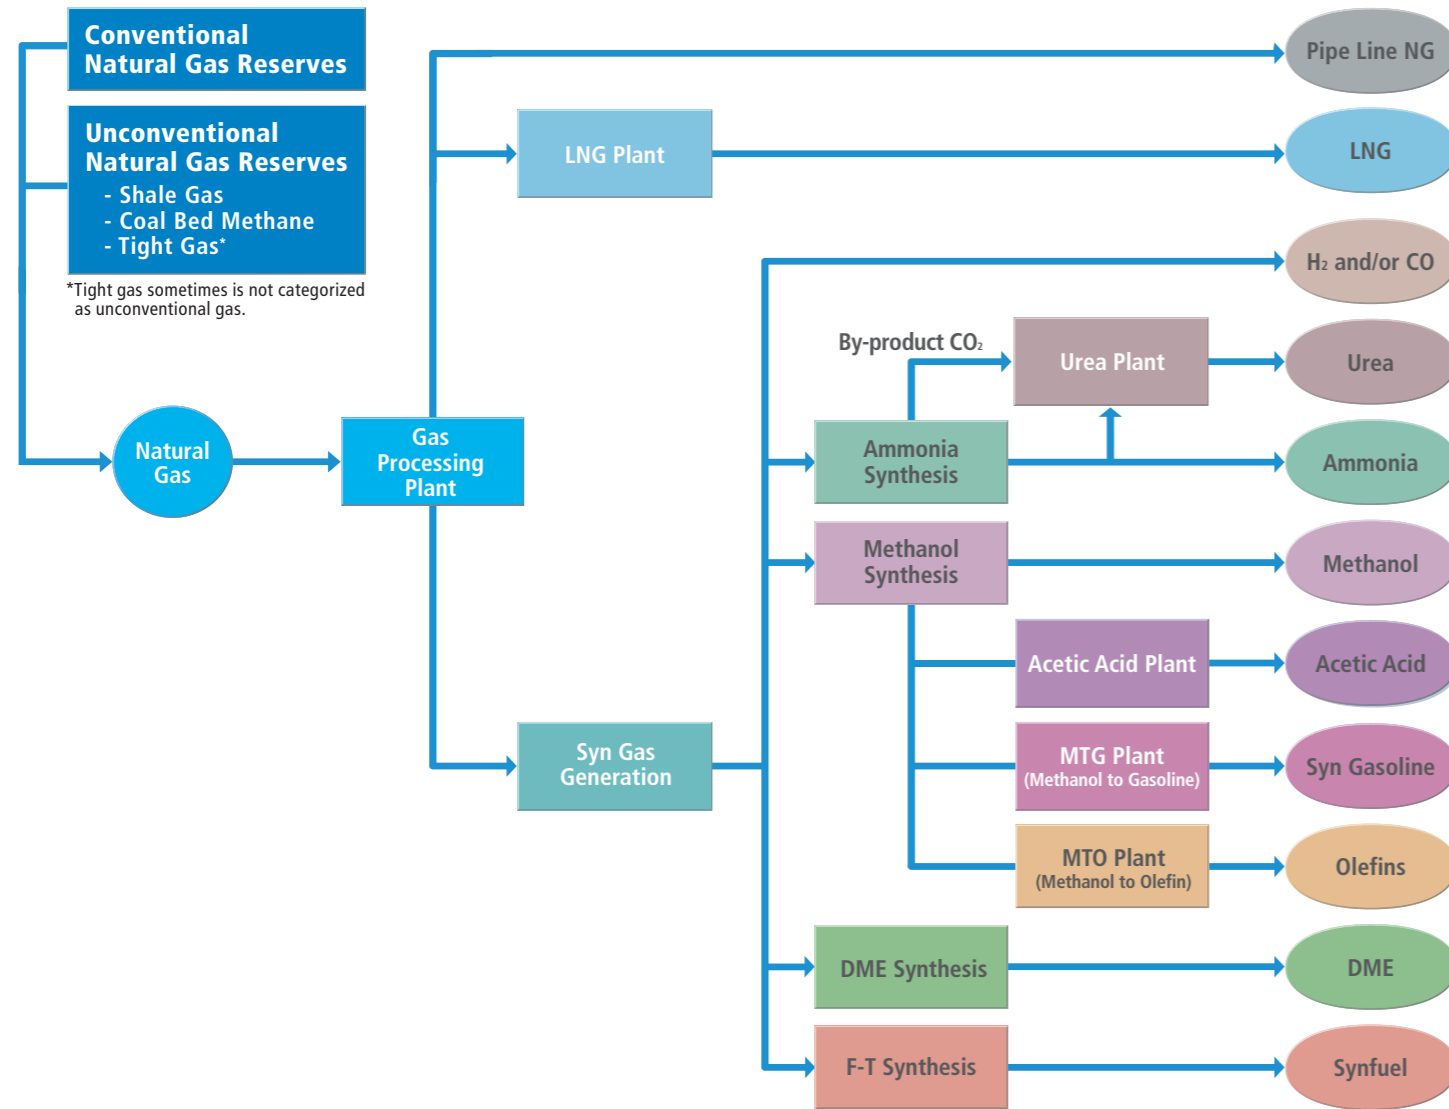 Conventional
Natural Gas Reserves
Unconventional
Natural Gas Reserves
- Shale Gas
- Coal Bed Methane
- Tight Gas*
*Tight gas sometimes is not categorized
as unconventional gas.
Natural
Gas
Gas
Processing
Plant
LNG Plant
Syn Gas
Generation
By-product CO₂
Urea Plant
Ammonia
Synthesis
Methanol
Synthesis
Acetic Acid Plant
MTG Plant
(Methanol to Gasoline)
MTO Plant
(Methanol to Olefin)
DME Synthesis
F-T Synthesis
Pipe Line NG
LNG
H₂ and/or CO
Urea
Ammonia
Methanol
Acetic Acid
Syn Gasoline
Olefins
DME
Synfuel